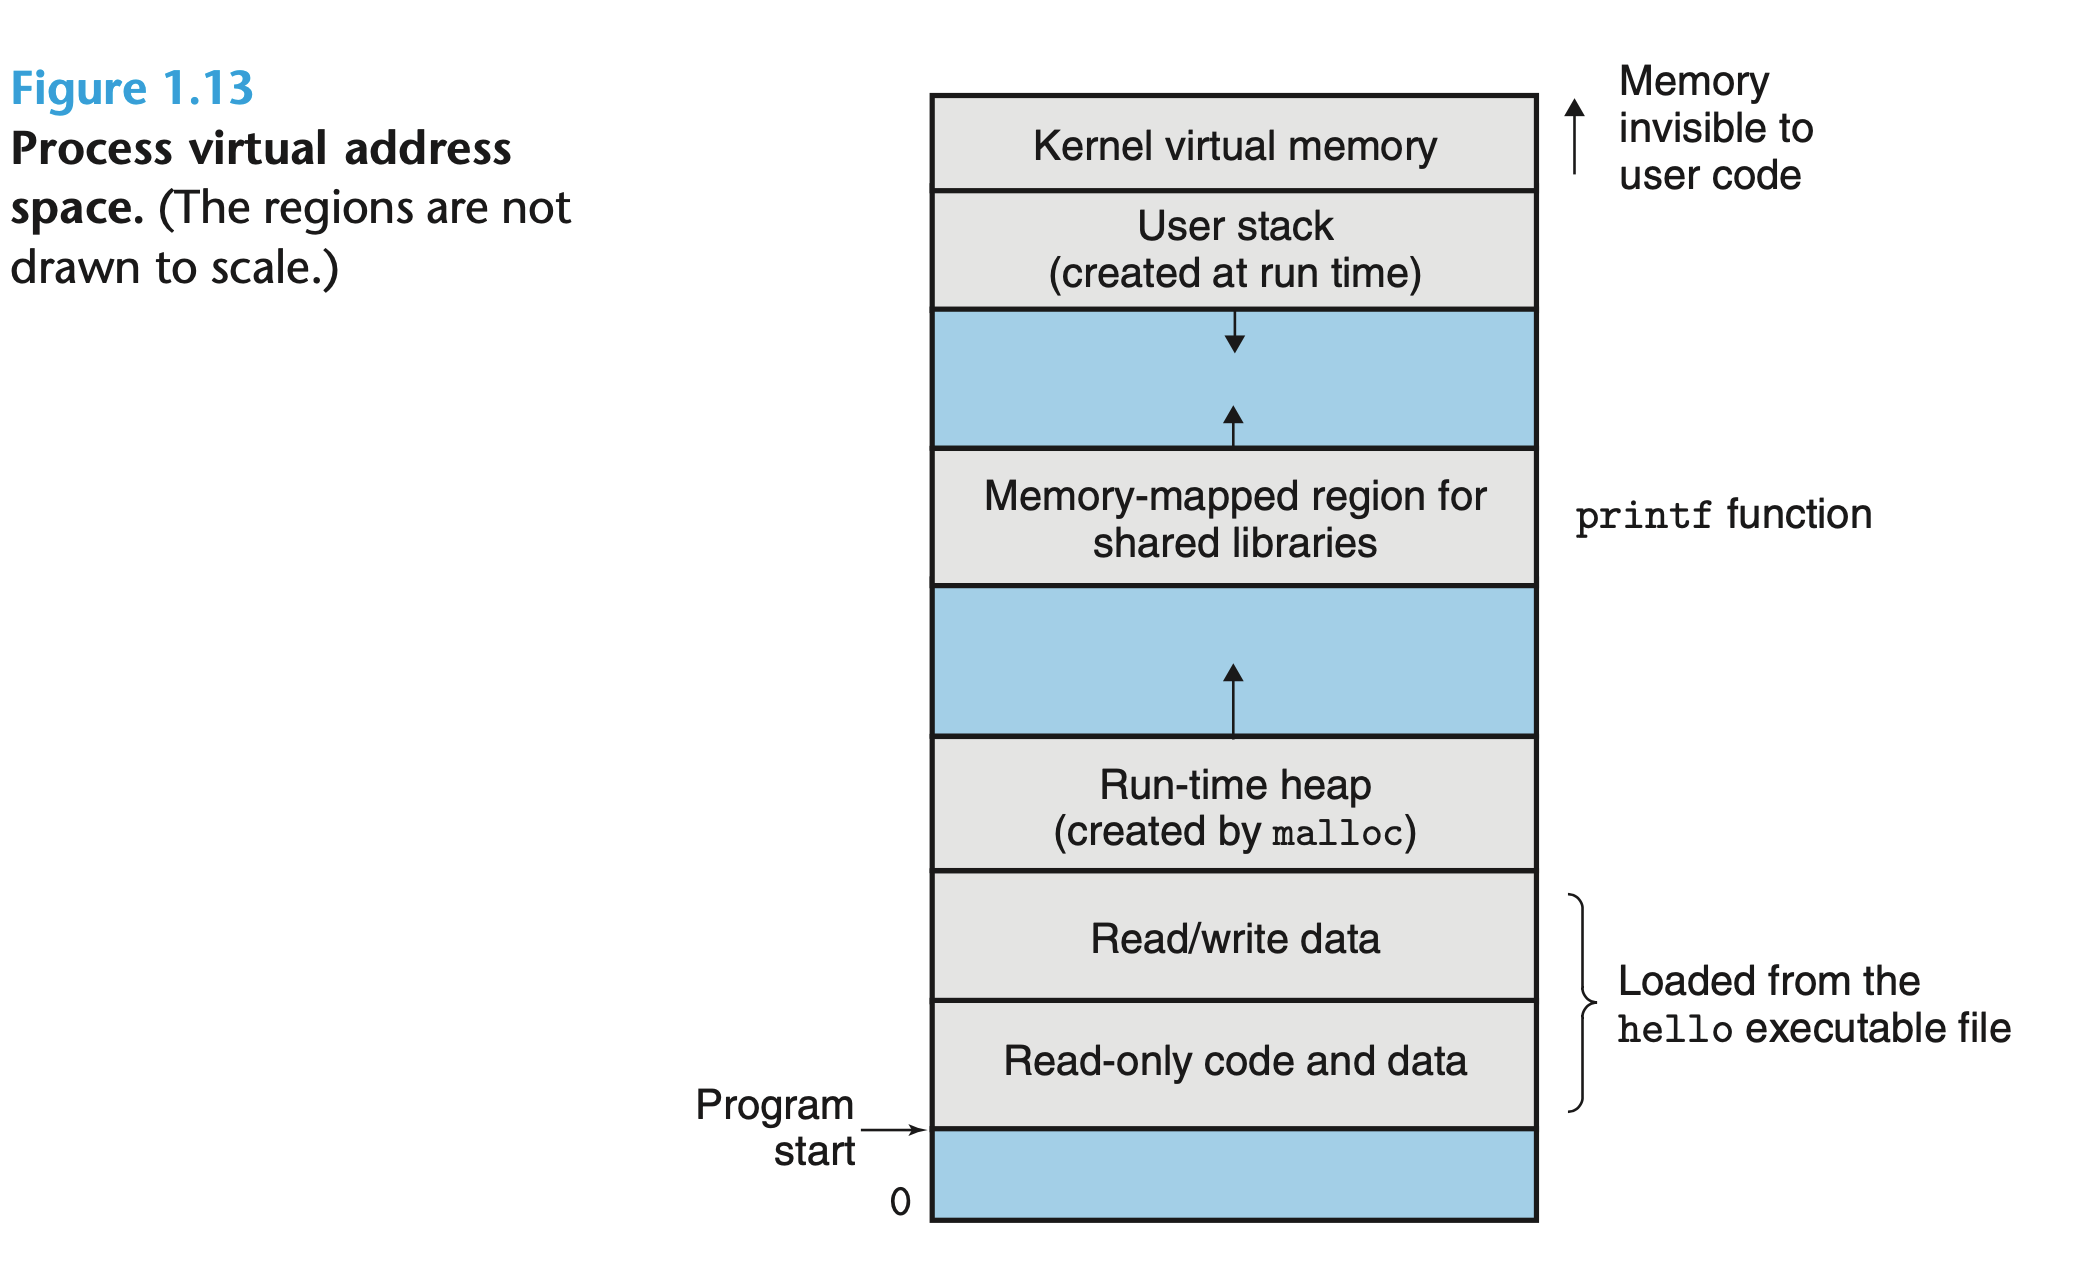 Figure 1.13
Process virtual address
space. (The regions are not
drawn to scale.)
Kernel virtual memory
Memory
invisible to
user code
User stack
(created at run time)
Memory-mapped region for
shared libraries
printf function
Run-time heap
(created by malloc)
Read/write data
Loaded from the
hello executable file
Read-only code and data
Program
start
0